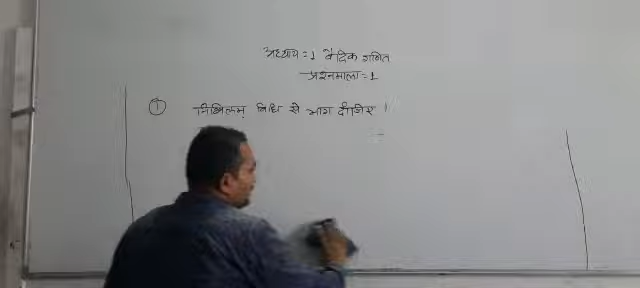 अध्याय : 1 वैदिक गणित
प्रश्नमाला : 1
① निखिलम् विधि से भाग दीजिए ।